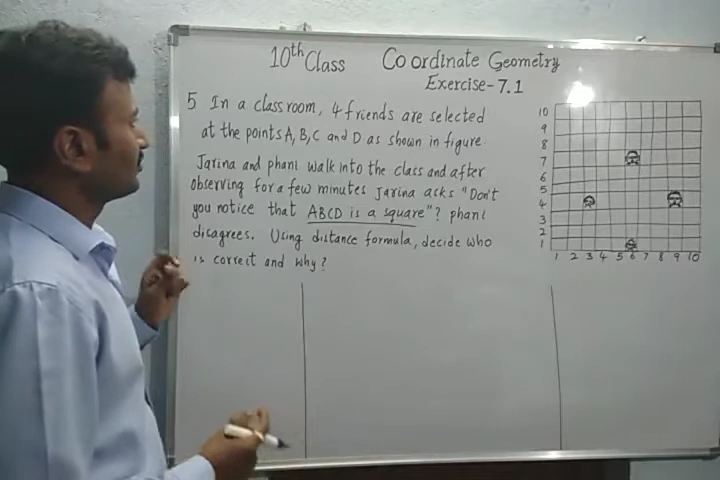 10th Class Coordinate Geometry
Exercise-7.1
5 In a classroom, 4 friends are selected
at the points A, B, C and D as shown in figure
Jarina and phani walk into the class and after
observing for a few minutes Jarina asks "Don't
you notice that ABCD is a square"? phani
disagrees. Using distance formula, decide who
is correct and why?
10
9
8
7
6
5
4
3
2
1
1 2 3 4 5 6 7 8 9 10